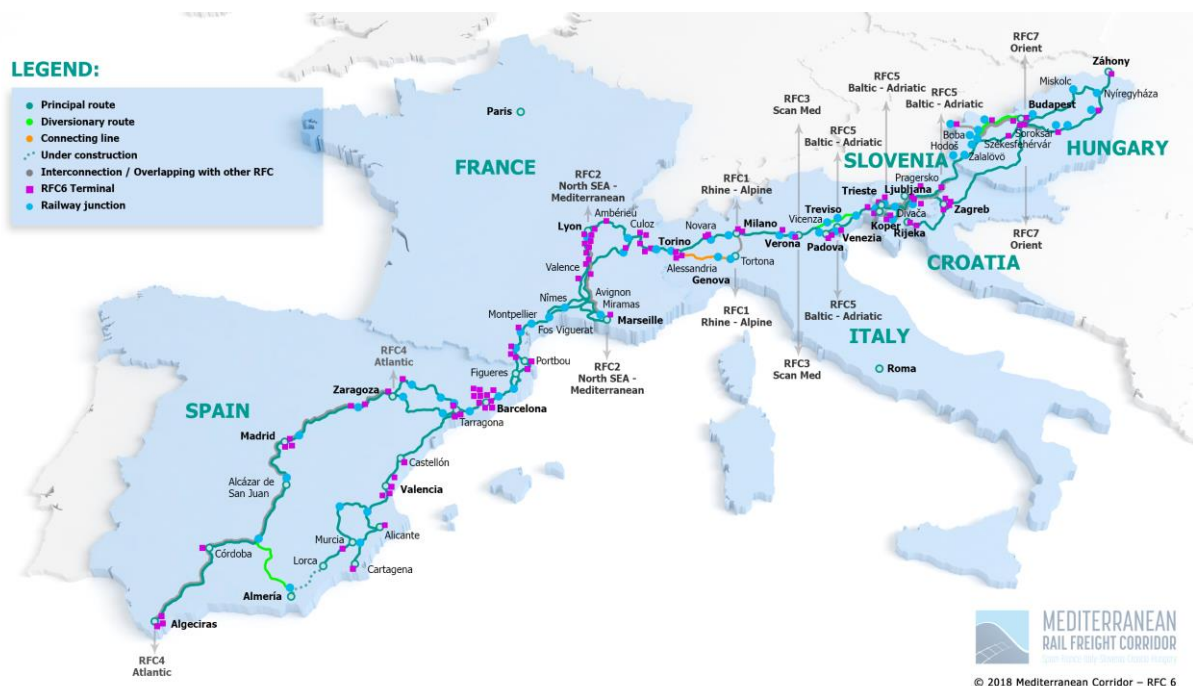 LEGEND:
Principal route
Diversionary route
Connecting line
Under construction
Interconnection / Overlapping with other RFC
RFC6 Terminal
Railway junction
Paris
FRANCE
RFC2
North SEA -
Mediterranean
Ambérieu
Lyon
Culoz
Valence
Avignon
Miramas
Nîmes
Montpellier
Fos Viguerat
Marseille
RFC2
North SEA -
Mediterranean
Portbou
Figueres
RFC4
Atlantic
Zaragoza
SPAIN
Barcelona
Tarragona
Madrid
Castellón
Alcázar de
San Juan
Valencia
Alicante
Murcia
Córdoba
Lorca
Cartagena
Almería
Algeciras
RFC4
Atlantic
RFC1
Rhine - Alpine
Novara
Milano
Torino
Alessandria
Tortona
Genova
RFC1
Rhine - Alpine
RFC3
Scan Med
Verona
RFC3
Scan Med
RFC5
Baltic - Adriatic
RFC5
Baltic - Adriatic
RFC5
Baltic - Adriatic
Vicenza
Treviso
Padova
Venezia
RFC5
Baltic - Adriatic
ITALY
Roma
Trieste
Ljubljana
Pragersko
Divača
Koper
Rijeka
Zagreb
SLOVENIA
CROATIA
RFC7
Orient
RFC7
Orient
Záhony
Miskolc
Nyíregyháza
Budapest
Soroksár
Székesfehérvár
Boba
Hodoš
Zalalövö
HUNGARY
MEDITERRANEAN
RAIL FREIGHT CORRIDOR
© 2018 Mediterranean Corridor – RFC 6